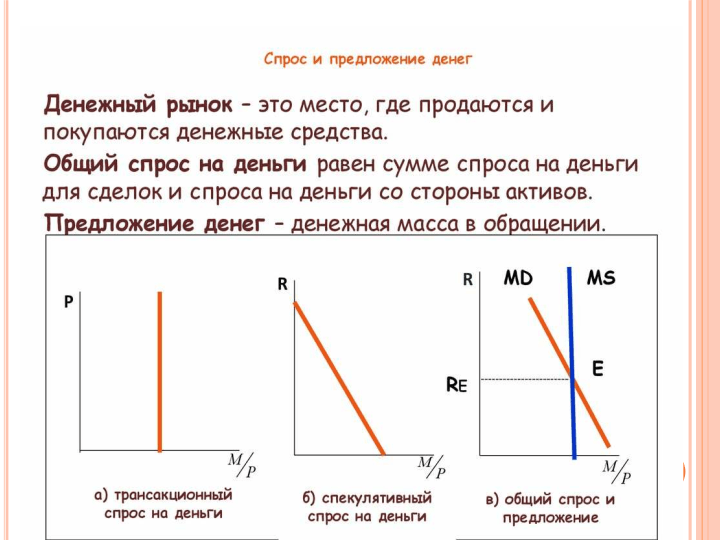 Спрос и предложение денег
Денежный рынок – это место, где продаются и
покупаются денежные средства.
Общий спрос на деньги равен сумме спроса на деньги
для сделок и спроса на деньги со стороны активов.
Предложение денег – денежная масса в обращении.
P
M/P
а) трансакционный
спрос на деньги
R
M/P
б) спекулятивный
спрос на деньги
R
MD
MS
E
RE
M/P
в) общий спрос и
предложение